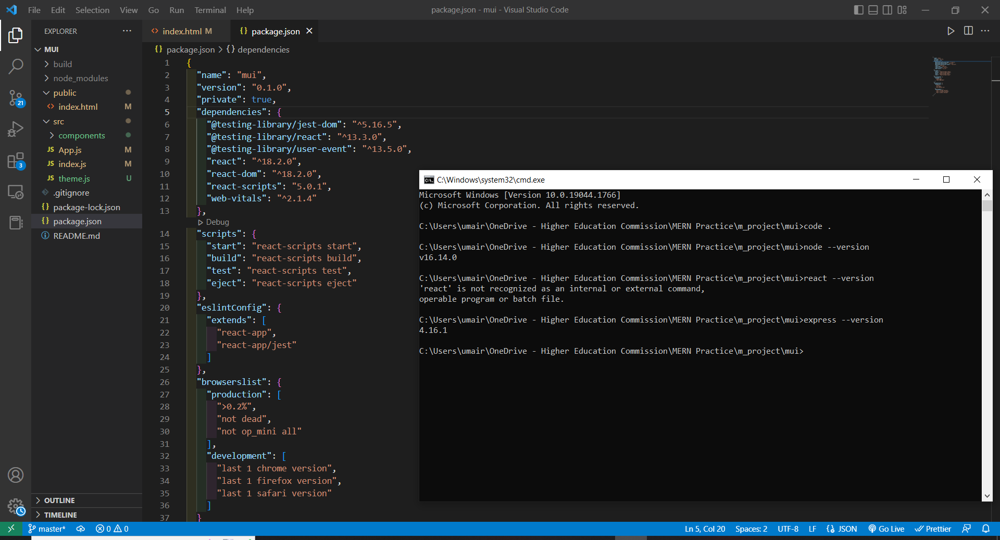 File Edit Selection View Go Run Terminal Help
package.json - mui - Visual Studio Code
EXPLORER
MUI
build
node_modules
public
index.html M
src
components
JS App.js M
JS index.js M
JS theme.js U
.gitignore
{} package-lock.json
{} package.json
README.md
OUTLINE
TIMELINE
21
3
<> index.html M
{} package.json
{} package.json > {} dependencies
1 {
2 "name": "mui",
3 "version": "0.1.0",
4 "private": true,
5 "dependencies": {
6 "@testing-library/jest-dom": "^5.16.5",
7 "@testing-library/react": "^13.3.0",
8 "@testing-library/user-event": "^13.5.0",
9 "react": "^18.2.0",
10 "react-dom": "^18.2.0",
11 "react-scripts": "5.0.1",
12 "web-vitals": "^2.1.4"
13 },
Debug
14 "scripts": {
15 "start": "react-scripts start",
16 "build": "react-scripts build",
17 "test": "react-scripts test",
18 "eject": "react-scripts eject"
19 },
20 "eslintConfig": {
21 "extends": [
22 "react-app",
23 "react-app/jest"
24 ]
25 },
26 "browserslist": {
27 "production": [
28 ">0.2%",
29 "not dead",
30 "not op_mini all"
31 ],
32 "development": [
33 "last 1 chrome version",
34 "last 1 firefox version",
35 "last 1 safari version"
36 ]
37 }
C:\Windows\system32\cmd.exe
Microsoft Windows [Version 10.0.19044.1766]
(c) Microsoft Corporation. All rights reserved.
C:\Users\umair\OneDrive - Higher Education Commission\MERN Practice\m_project\mui>code .
C:\Users\umair\OneDrive - Higher Education Commission\MERN Practice\m_project\mui>node --version
v16.14.0
C:\Users\umair\OneDrive - Higher Education Commission\MERN Practice\m_project\mui>react --version
'react' is not recognized as an internal or external command,
operable program or batch file.
C:\Users\umair\OneDrive - Higher Education Commission\MERN Practice\m_project\mui>express --version
4.16.1
C:\Users\umair\OneDrive - Higher Education Commission\MERN Practice\m_project\mui>
master* 0 0
Ln 5, Col 20 Spaces: 2 UTF-8 LF JSON Go Live Prettier